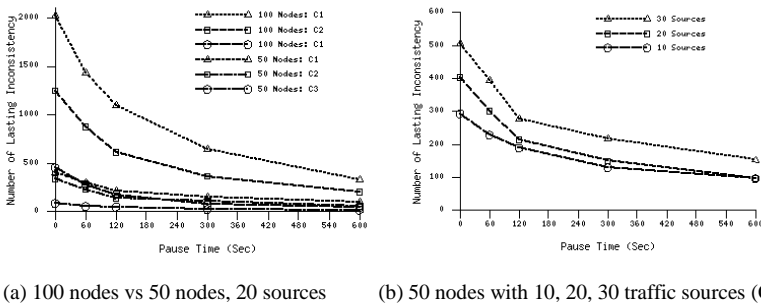 2000
1500
1000
500
0
Number of Lasting Inconsistency
100 Nodes: C1
100 Nodes: C2
100 Nodes: C1
50 Nodes: C1
50 Nodes: C2
50 Nodes: C3
0 60 120 180 240 300 360 420 480 540 600
Pause Time (Sec)
600
500
400
300
200
100
0
Number of Lasting Inconsistency
30 Sources
20 Sources
10 Sources
0 60 120 180 240 300 360 420 480 540 600
Pause Time (Sec)
(a) 100 nodes vs 50 nodes, 20 sources
(b) 50 nodes with 10, 20, 30 traffic sources (